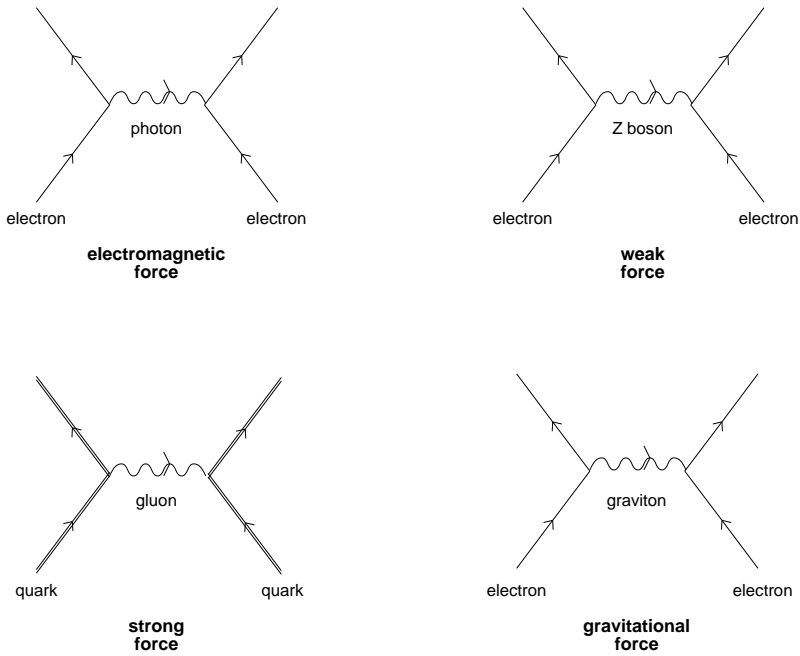 photon
electron
electron
electromagnetic
force
Z boson
electron
electron
weak
force
gluon
quark
quark
strong
force
graviton
electron
electron
gravitational
force